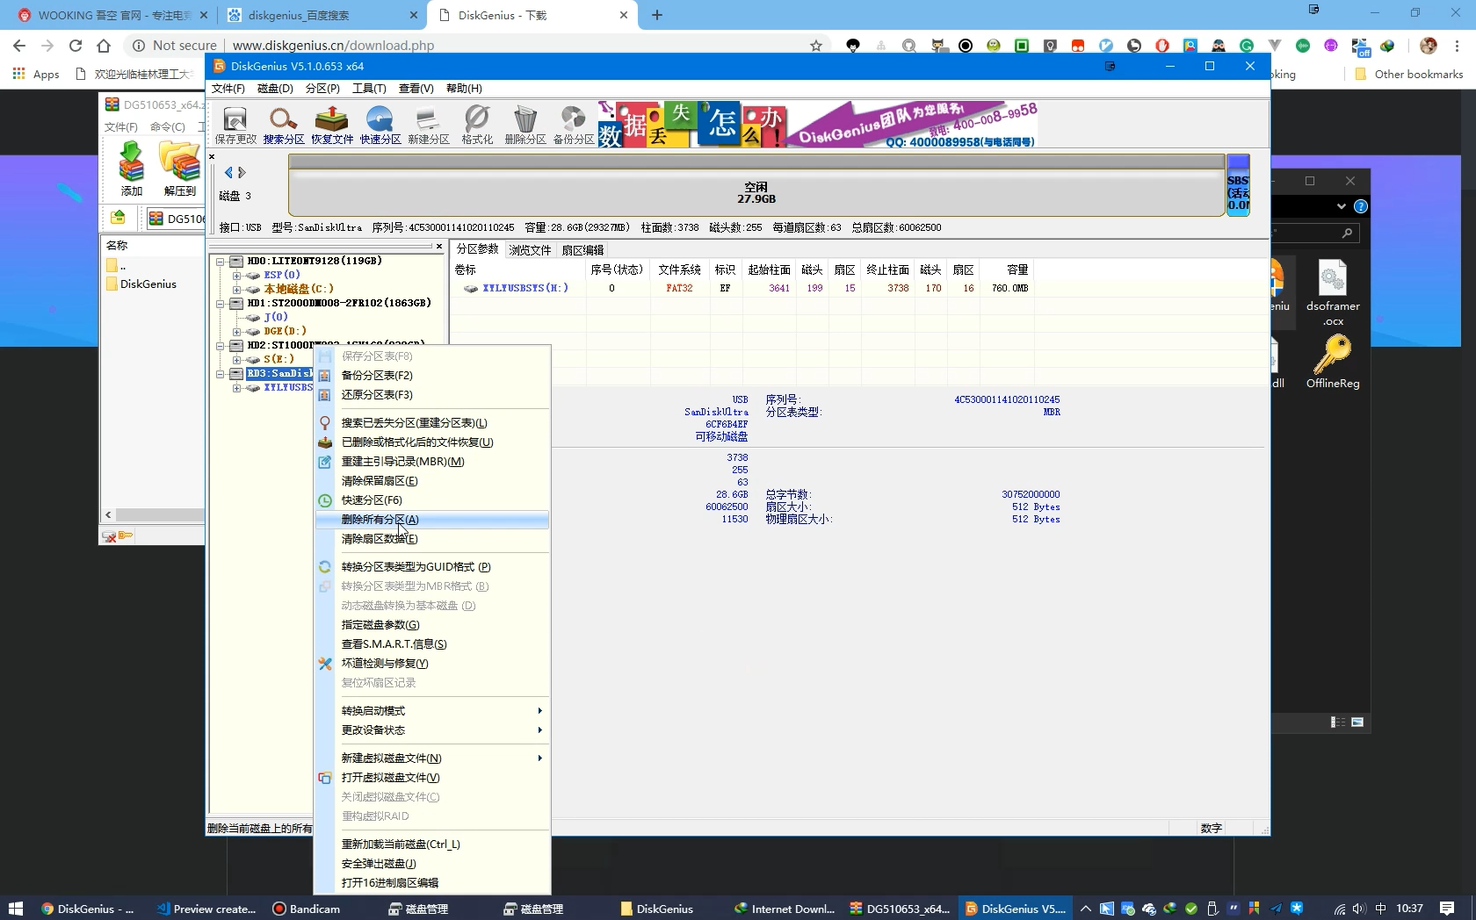 WOOKING 吾空 官网 - 专注电竞
diskgenius_百度搜索
DiskGenius - 下载
Not secure
www.diskgenius.cn/download.php
Apps
欢迎光临桂林理工大
king
Other bookmarks
DG510653_x64.z
文件(F)
命令(C)
添加
解压到
DG5106
名称
..
DiskGenius
DiskGenius V5.1.0.653 x64
文件(F) 磁盘(D) 分区(P) 工具(T) 查看(V) 帮助(H)
保存更改 搜索分区 恢复文件 快速分区 新建分区 格式化 删除分区 备份分区
数据丢失怎么办!
DiskGenius团队为您服务!
致电: 400-008-9958
QQ: 4000089958(与电话同号)
磁盘 3
空闲
27.9GB
接口:USB 型号:SanDiskUltra 序列号:4C530001141020110245 容量:28.6GB(29327MB) 柱面数:3738 磁头数:255 每道扇区数:63 总扇区数:60062500
HD0:LITEONT9128(119GB)
ESP(0)
本地磁盘(C:)
HD1:ST2000DM008-2FR102(1863GB)
J(0)
DGE(D:)
S(E:)
RD3:SanDisk
XYLYUSBS
分区参数 浏览文件 扇区编辑
卷标 序号(状态) 文件系统 标识 起始柱面 磁头 扇区 终止柱面 磁头 扇区 容量
XYLYUSBSYS(H:) 0 FAT32 EF 3641 199 15 3738 170 16 760.0MB
USB 序列号: 4C530001141020110245
SanDiskUltra 分区表类型: MBR
6CF6B4EF
可移动磁盘
3738
255
63
28.6GB 总字节数: 30752000000
60062500 扇区大小: 512 Bytes
11530 物理扇区大小: 512 Bytes
保存分区表(F8)
备份分区表(F2)
还原分区表(F3)
搜索已丢失分区(重建分区表)(L)
已删除或格式化后的文件恢复(U)
重建主引导记录(MBR)(M)
清除保留扇区(E)
快速分区(F6)
删除所有分区(A)
清除扇区数据(E)
转换分区表类型为GUID格式 (P)
转换分区表类型为MBR格式 (B)
动态磁盘转换为基本磁盘 (D)
指定磁盘参数(G)
查看S.M.A.R.T.信息(S)
坏道检测与修复(Y)
复位坏扇区记录
转换启动模式
更改设备状态
新建虚拟磁盘文件(N)
打开虚拟磁盘文件(V)
关闭虚拟磁盘文件(C)
重构虚拟RAID
重新加载当前磁盘(Ctrl_L)
安全弹出磁盘(J)
打开16进制扇区编辑
删除当前磁盘上的所有
数字
dsoframer
.ocx
OfflineReg
DiskGenius - ...
Preview create...
Bandicam
磁盘管理
磁盘管理
DiskGenius
Internet Downl...
DG510653_x64...
DiskGenius V5....
中
10:37